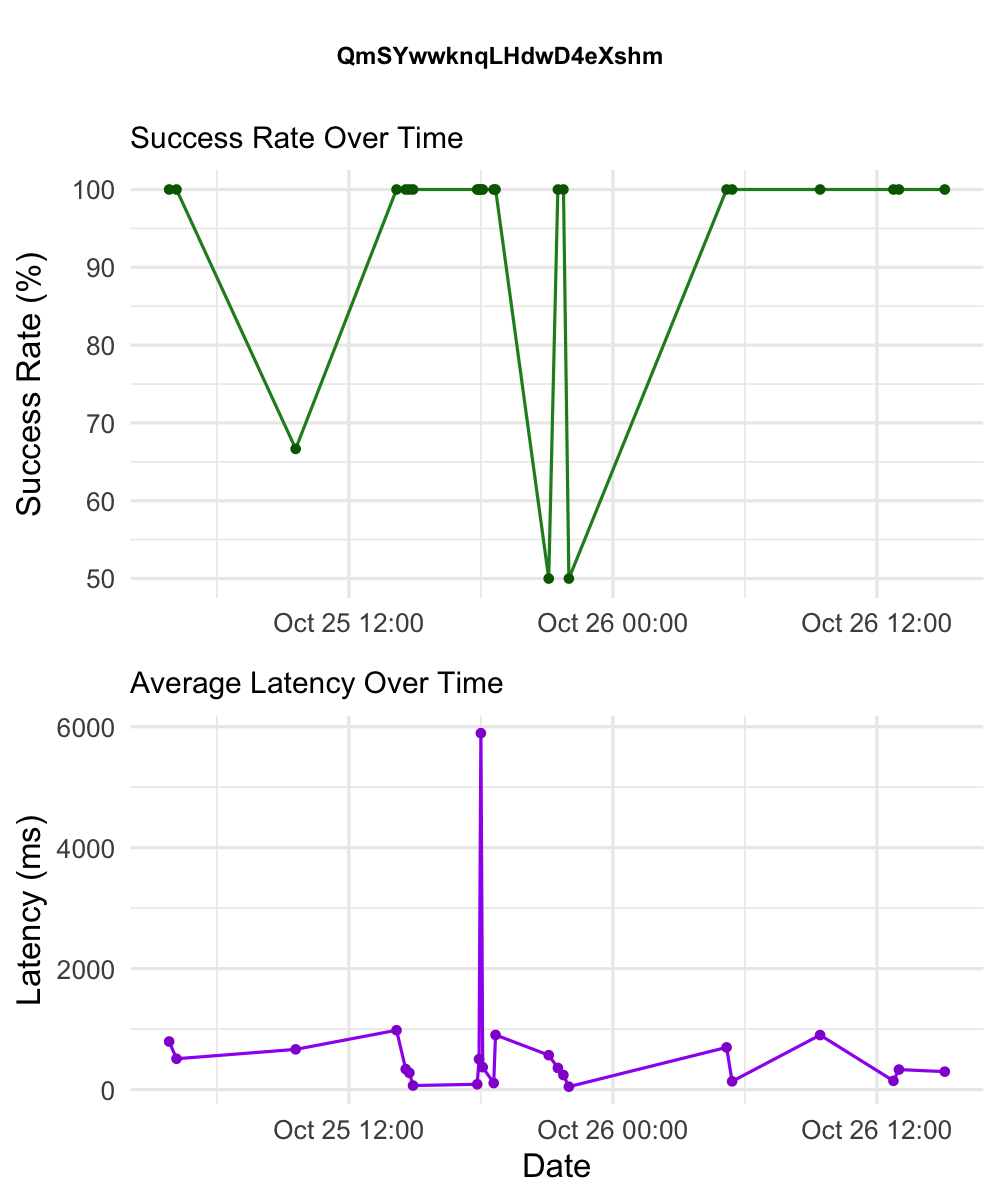 QmSYwwknqLHdwD4eXshm
Success Rate Over Time
Success Rate (%)
100
90
80
70
60
50
Oct 25 12:00 Oct 26 00:00 Oct 26 12:00
Average Latency Over Time
Latency (ms)
6000
4000
2000
0
Oct 25 12:00 Oct 26 00:00 Oct 26 12:00
Date